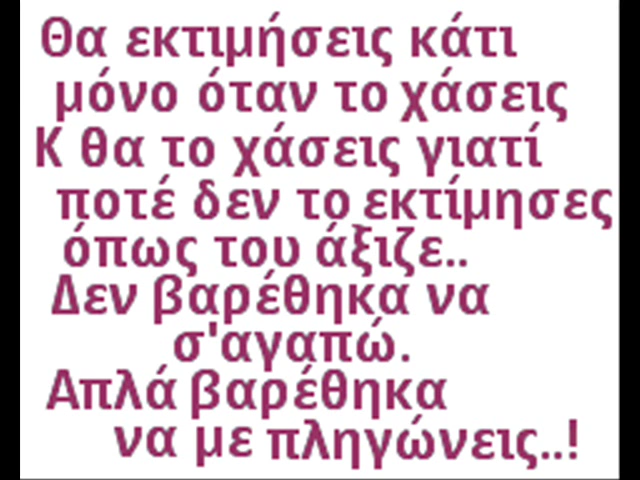 Θα εκτιμήσεις κάτι
μόνο όταν το χάσεις
Κ θα το χάσεις γιατί
ποτέ δεν το εκτίμησες
όπως του άξιζε..
Δεν βαρέθηκα να
σ'αγαπώ.
Απλά βαρέθηκα
να με πληγώνεις..!